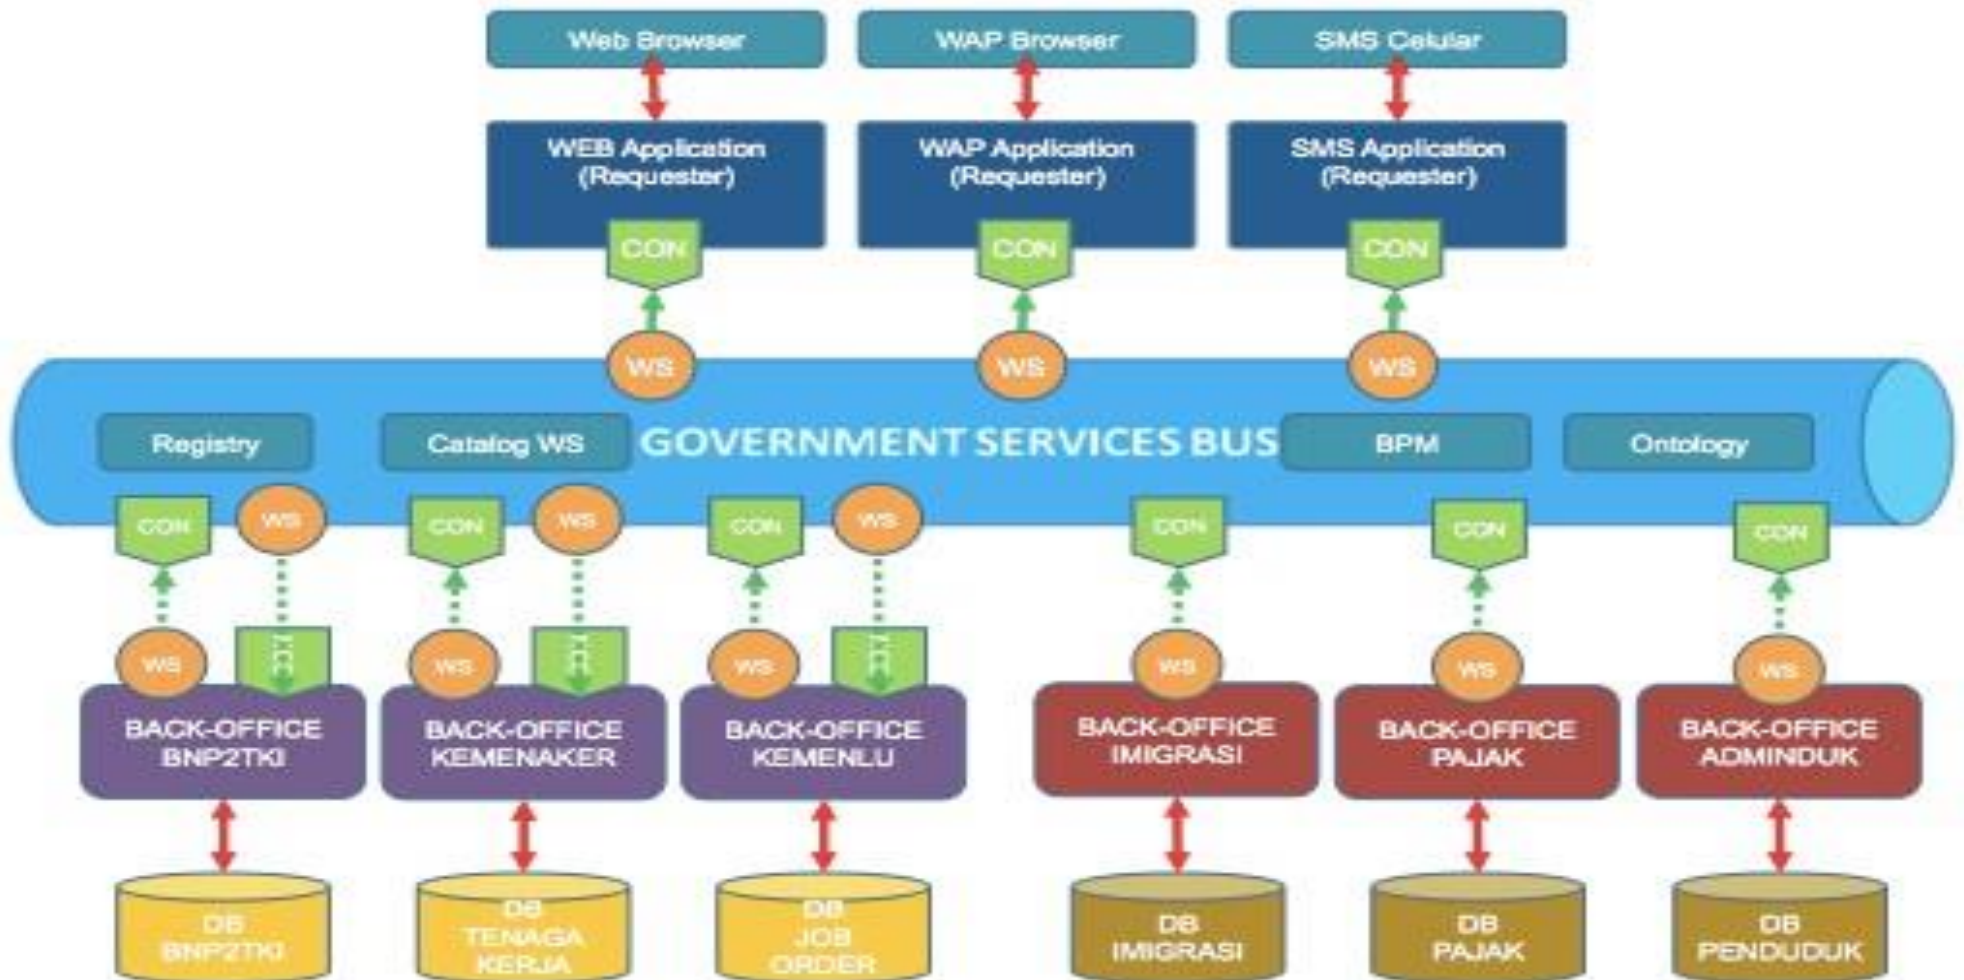 Web Browser
WAP Browser
SMS Celular
WEB Application
(Requester)
WAP Application
(Requester)
SMS Application
(Requester)
CON
CON
CON
WS
WS
WS
Registry
Catalog WS
GOVERNMENT SERVICES BUS
BPM
Ontology
CON
WS
CON
WS
CON
WS
CON
CON
CON
WS
WS
WS
WS
WS
WS
BACK-OFFICE
BNP2TKI
BACK-OFFICE
KEMENAKER
BACK-OFFICE
KEMENLU
BACK-OFFICE
IMIGRASI
BACK-OFFICE
PAJAK
BACK-OFFICE
ADMINDUK
DB
BNP2TKI
DB
TENAGA
KERJA
DB
JOB
ORDER
DB
IMIGRASI
DB
PAJAK
DB
PENDUDUK